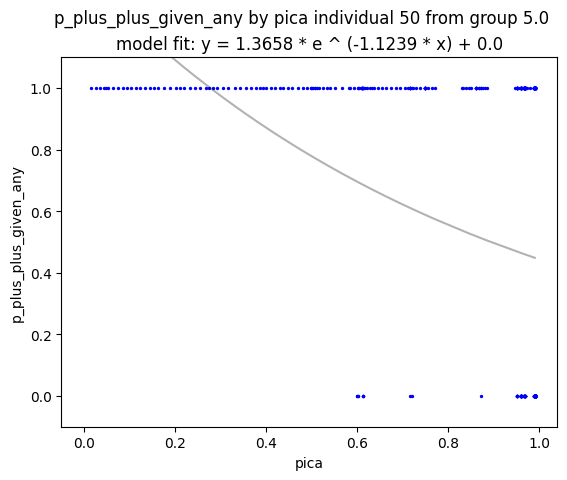 p_plus_plus_given_any by pica individual 50 from group 5.0
model fit: y = 1.3658 * e ^ (-1.1239 * x) + 0.0
1.0
0.8
0.6
0.4
0.2
0.0
p_plus_plus_given_any
0.0 0.2 0.4 0.6 0.8 1.0
pica